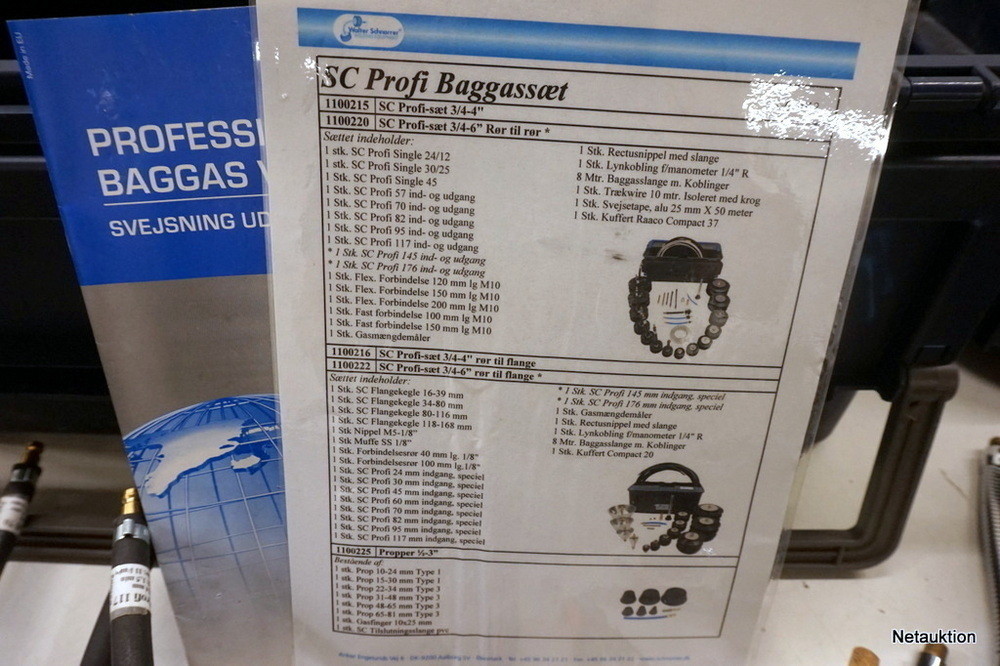 Made in EU
PROFESSI
BAGGAS
SVEJSNING UD
Walter Schnorrer
SC Profi Baggassæt
1100215 SC Profi-sæt 3/4-4"
1100220 SC Profi-sæt 3/4-6" Rør til rør *
Sættet indeholder:
1 stk. SC Profi Single 24/12
1 stk. SC Profi Single 30/25
1 Stk. SC Profi Single 45
1 Stk. SC Profi 57 ind- og udgang
1 Stk. SC Profi 70 ind- og udgang
1 Stk. SC Profi 82 ind- og udgang
1 Stk. SC Profi 95 ind- og udgang
1 Stk. SC Profi 117 ind- og udgang
* 1 Stk. SC Profi 145 ind- og udgang
* 1 Stk. SC Profi 176 ind- og udgang
1 Stk. Flex. Forbindelse 120 mm lg M10
1 Stk. Flex. Forbindelse 150 mm lg M10
1 Stk. Flex. Forbindelse 200 mm lg M10
1 Stk. Fast forbindelse 100 mm lg M10
1 Stk. Fast forbindelse 150 mm lg M10
1 Stk. Gasmængdemåler
1 Stk. Rectusnippel med slange
1 Stk. Lynkobling f/manometer 1/4" R
8 Mtr. Baggasslange m. Koblinger
1 Stk. Trækwire 10 mtr. Isoleret med krog
1 Stk. Svejsetape, alu 25 mm X 50 meter
1 Stk. Kuffert Raaco Compact 37
1100216 SC Profi-sæt 3/4-4" rør til flange
1100222 SC Profi-sæt 3/4-6" rør til flange *
Sættet indeholder:
1 Stk. SC Flangekegle 16-39 mm
1 Stk. SC Flangekegle 34-80 mm
1 Stk. SC Flangekegle 80-116 mm
1 Stk. SC Flangekegle 118-168 mm
1 Stk Nippel M5-1/8"
1 Stk Muffe SS 1/8"
1 Stk. Forbindelsesrør 40 mm lg. 1/8"
1 Stk. Forbindelsesrør 100 mm lg.1/8"
1 Stk. SC Profi 24 mm indgang, speciel
1 Stk. SC Profi 30 mm indgang, speciel
1 Stk. SC Profi 45 mm indgang, speciel
1 Stk. SC Profi 60 mm indgang, speciel
1 Stk. SC Profi 70 mm indgang, speciel
1 Stk. SC Profi 82 mm indgang, speciel
1 Stk. SC Profi 95 mm indgang, speciel
1 Stk. SC Profi 117 mm indgang, speciel
* 1 Stk. SC Profi 145 mm indgang, speciel
* 1 Stk. SC Profi 176 mm indgang, speciel
1 Stk. Gasmængdemåler
1 Stk. Rectusnippel med slange
1 Stk. Lynkobling f/manometer 1/4" R
8 Mtr. Baggasslange m. Koblinger
1 Stk. Kuffert Compact 20
1100225 Propper ½-3"
Bestående af:
1 stk. Prop 10-24 mm Type 1
1 stk. Prop 15-30 mm Type 1
1 stk. Prop 22-34 mm Type 3
1 stk. Prop 31-48 mm Type 3
1 stk. Prop 48-65 mm Type 3
1 stk. Prop 65-81 mm Type 3
1 stk. Gasfinger 10x25 mm
1 stk. SC Tilslutningsslange pvc
Profi 117
Netauktion